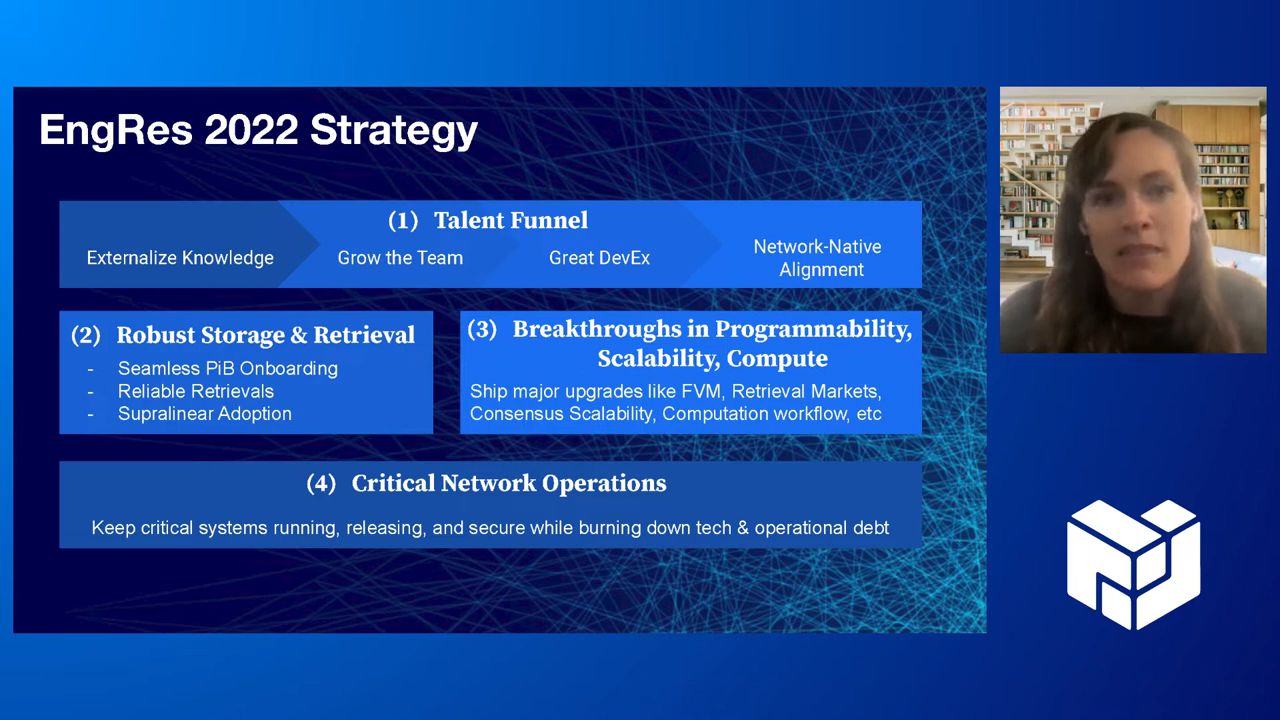 EngRes 2022 Strategy
(1) Talent Funnel
Externalize Knowledge
Grow the Team
Great DevEx
Network-Native
Alignment
(2) Robust Storage & Retrieval
- Seamless PiB Onboarding
- Reliable Retrievals
- Supralinear Adoption
(3) Breakthroughs in Programmability,
Scalability, Compute
Ship major upgrades like FVM, Retrieval Markets,
Consensus Scalability, Computation workflow, etc
(4) Critical Network Operations
Keep critical systems running, releasing, and secure while burning down tech & operational debt